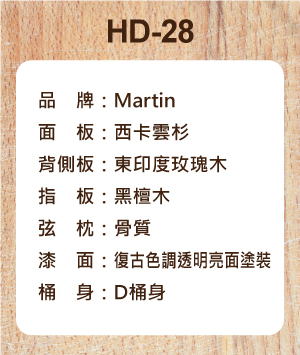 HD-28
品 牌：Martin
面 板：西卡雲杉
背側板：東印度玫瑰木
指 板：黑檀木
弦 枕：骨質
漆 面：復古色調透明亮面塗裝
桶 身：D桶身